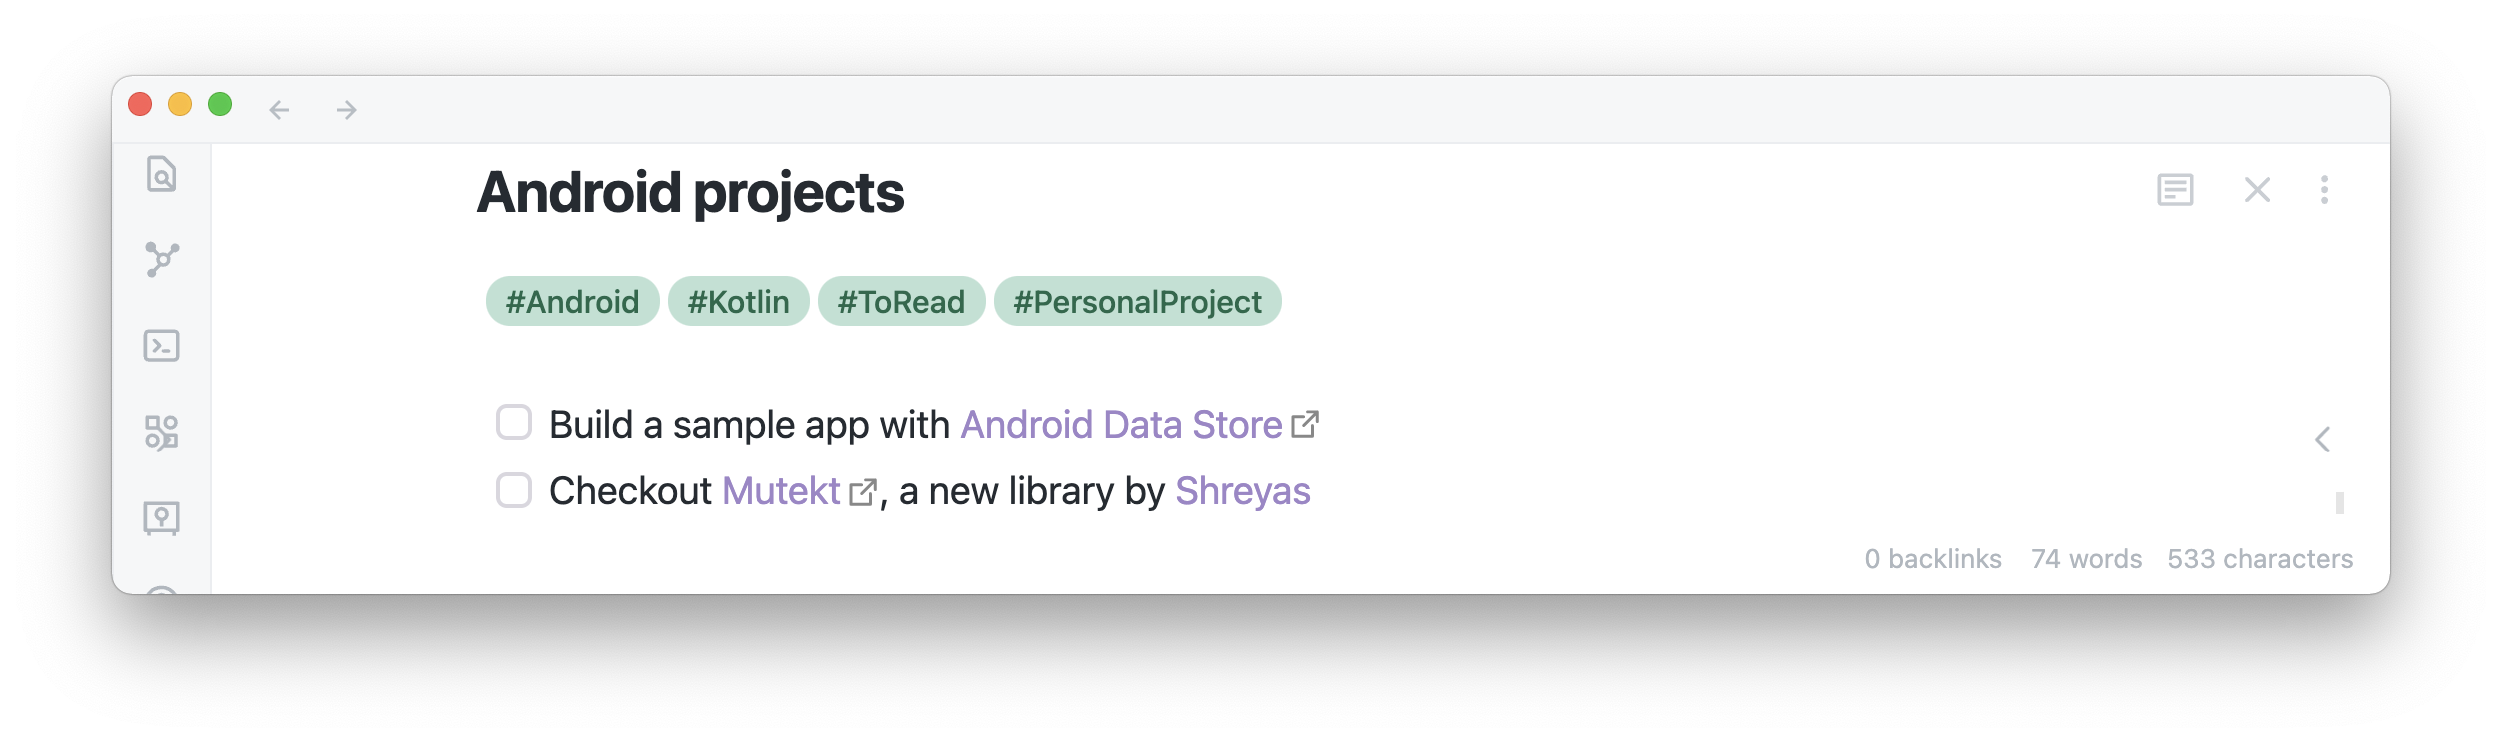 Android projects
#Android #Kotlin #ToRead #PersonalProject
Build a sample app with Android Data Store
Checkout Mutekt, a new library by Shreyas
0 backlinks 74 words 533 characters